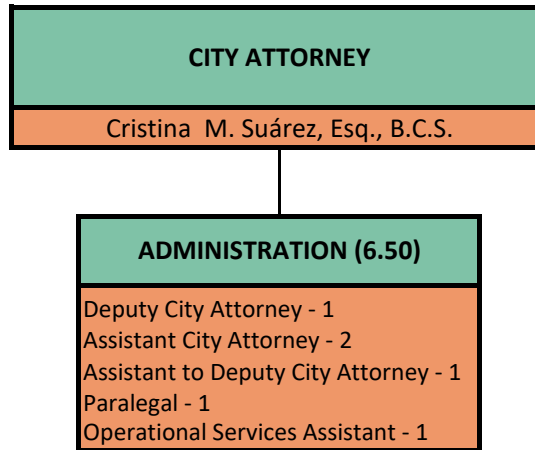 CITY ATTORNEY
Cristina  M. Suárez, Esq., B.C.S.
ADMINISTRATION (6.50)
Deputy City Attorney - 1
Assistant City Attorney - 2
Assistant to Deputy City Attorney - 1
Paralegal - 1
Operational Services Assistant - 1